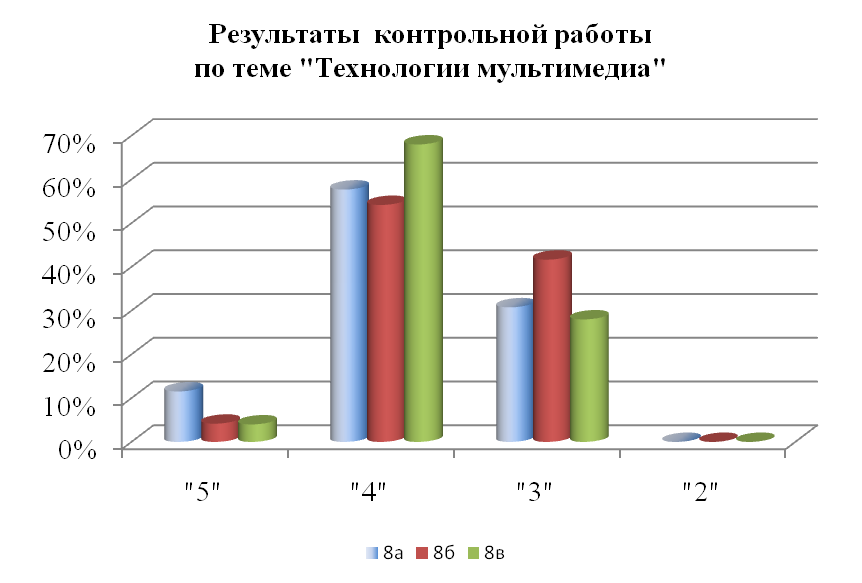 Результаты контрольной работы
по теме "Технологии мультимедиа"
70%
60%
50%
40%
30%
20%
10%
0%
"5" "4" "3" "2"
8а 8б 8в